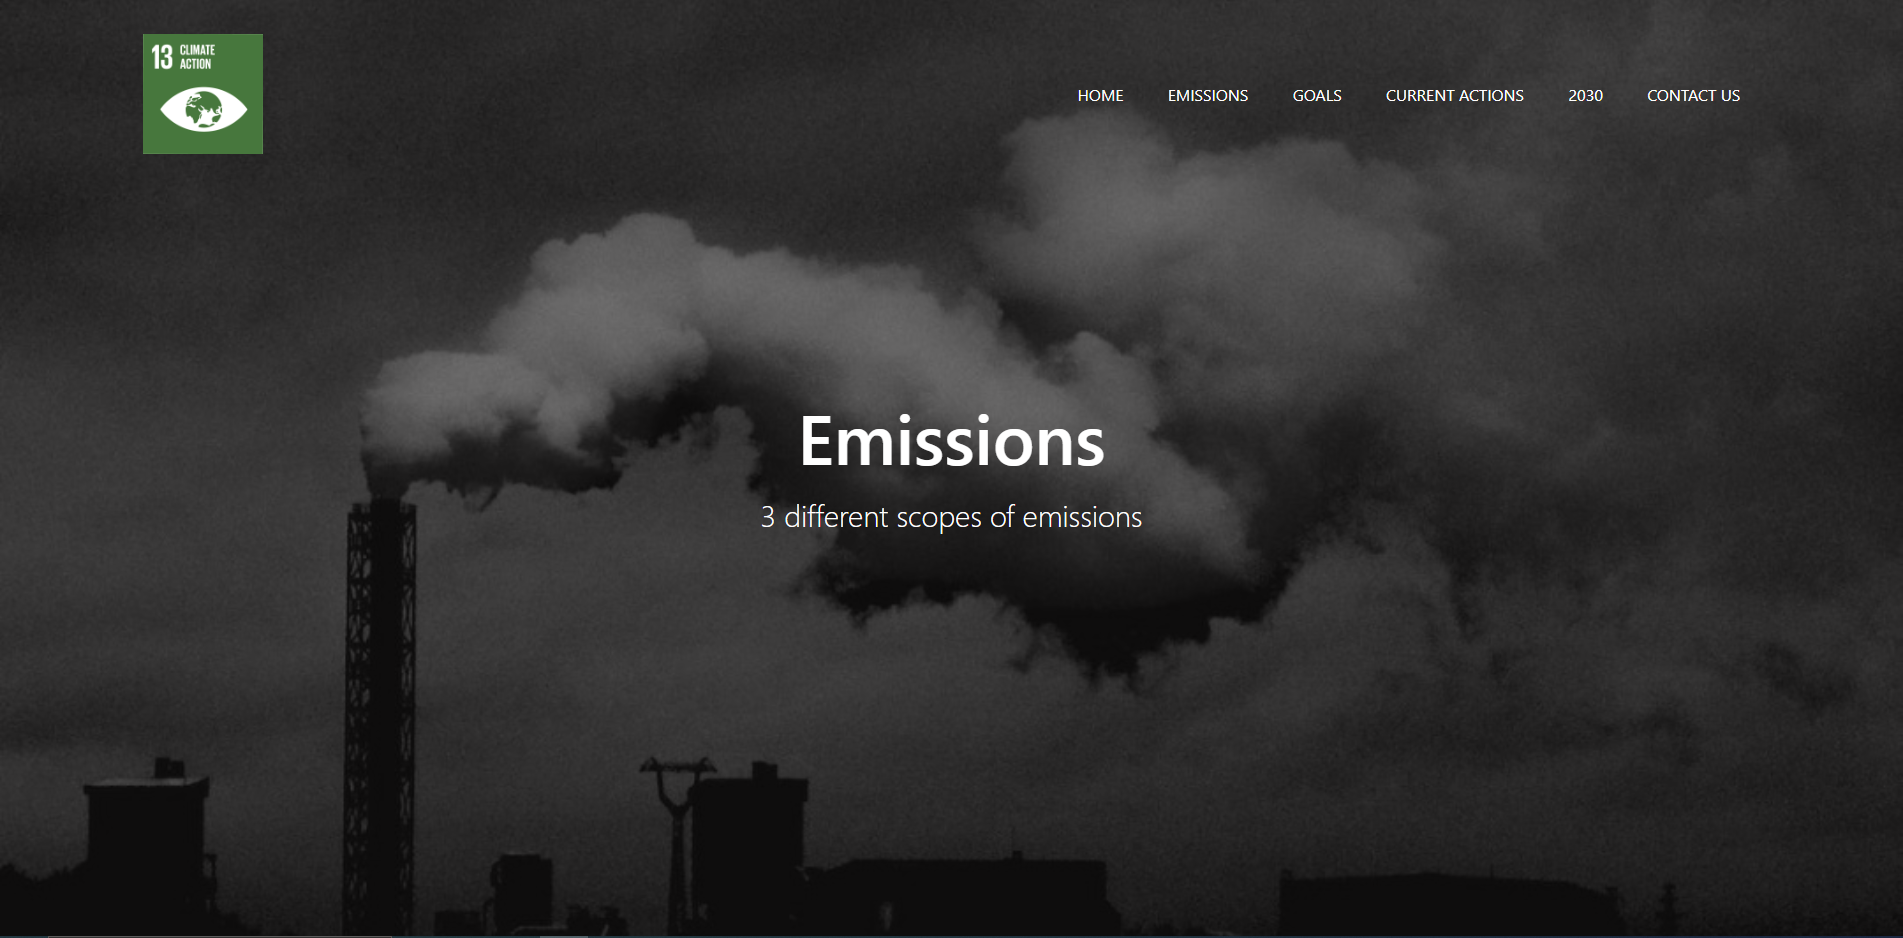 13 CLIMATE
ACTION
HOME EMISSIONS GOALS CURRENT ACTIONS 2030 CONTACT US
Emissions
3 different scopes of emissions